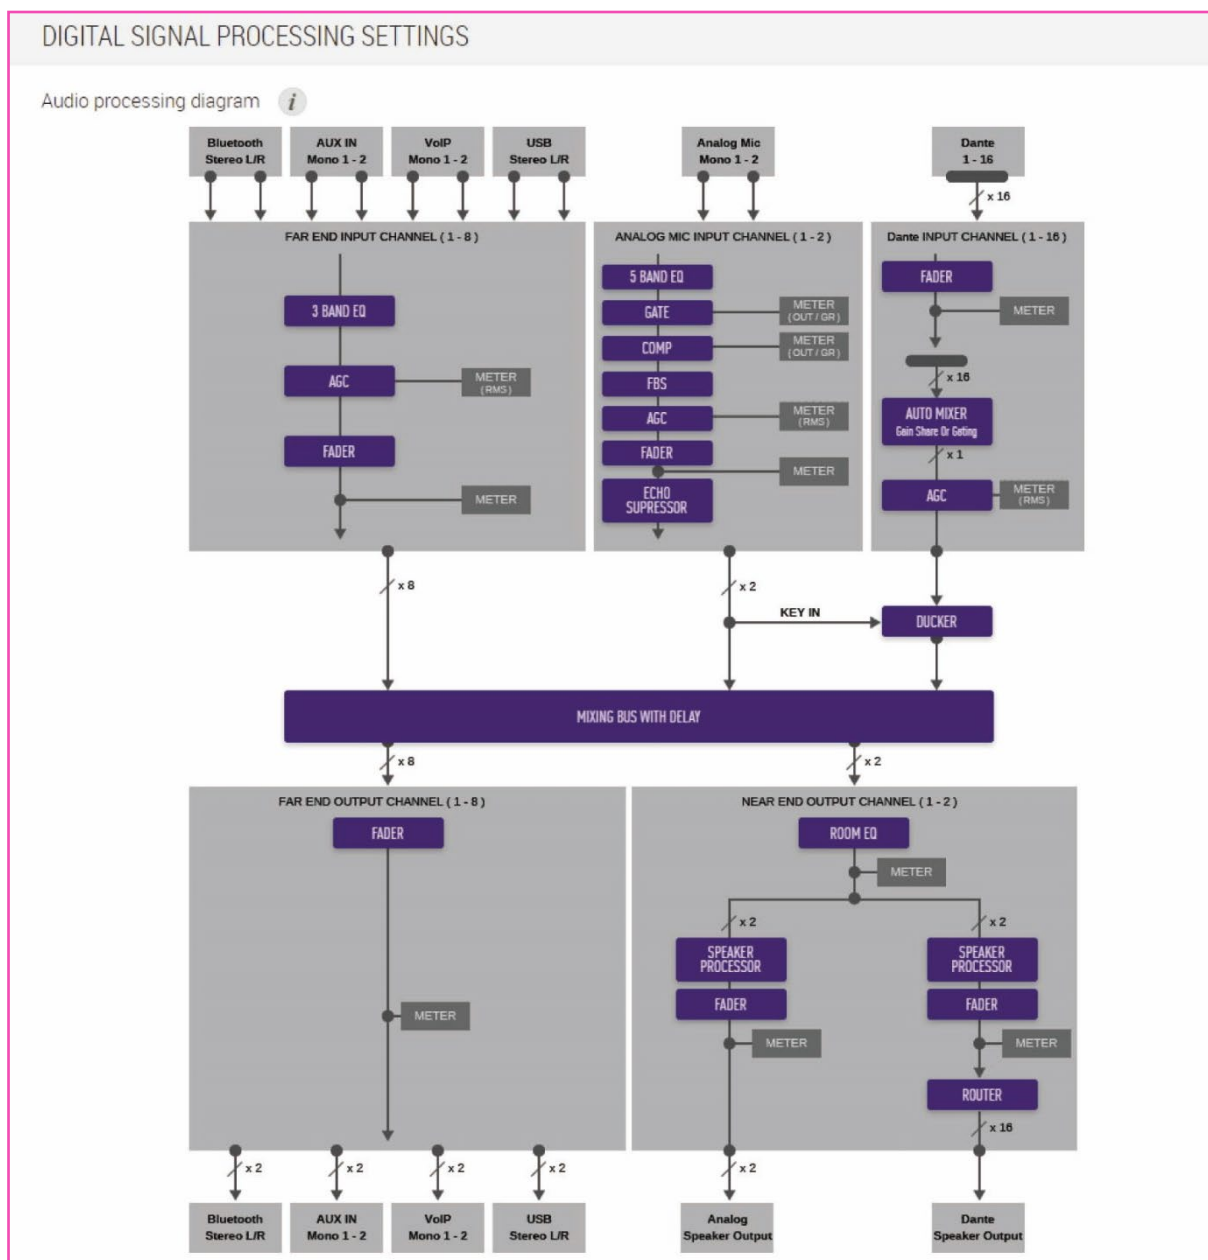 DIGITAL SIGNAL PROCESSING SETTINGS
Audio processing diagram i
Bluetooth
Stereo L/R
AUX IN
Mono 1 - 2
VoIP
Mono 1 - 2
USB
Stereo L/R
Analog Mic
Mono 1 - 2
Dante
1 - 16
x 16
FAR END INPUT CHANNEL ( 1 - 8 )
3 BAND EQ
AGC
METER
(RMS)
FADER
METER
ANALOG MIC INPUT CHANNEL ( 1 - 2 )
5 BAND EQ
GATE
METER
(OUT / GR)
COMP
METER
(OUT / GR)
FBS
AGC
METER
(RMS)
FADER
METER
ECHO
SUPRESSOR
Dante INPUT CHANNEL ( 1 - 16 )
FADER
METER
x 16
AUTO MIXER
Gain Share Or Gating
x 1
AGC
METER
(RMS)
x 8
x 2
KEY IN
DUCKER
MIXING BUS WITH DELAY
x 8
x 2
FAR END OUTPUT CHANNEL ( 1 - 8 )
FADER
METER
NEAR END OUTPUT CHANNEL ( 1 - 2 )
ROOM EQ
METER
x 2
x 2
SPEAKER
PROCESSOR
SPEAKER
PROCESSOR
FADER
FADER
METER
METER
ROUTER
x 16
x 2
x 2
x 2
x 2
x 2
Bluetooth
Stereo L/R
AUX IN
Mono 1 - 2
VoIP
Mono 1 - 2
USB
Stereo L/R
Analog
Speaker Output
Dante
Speaker Output